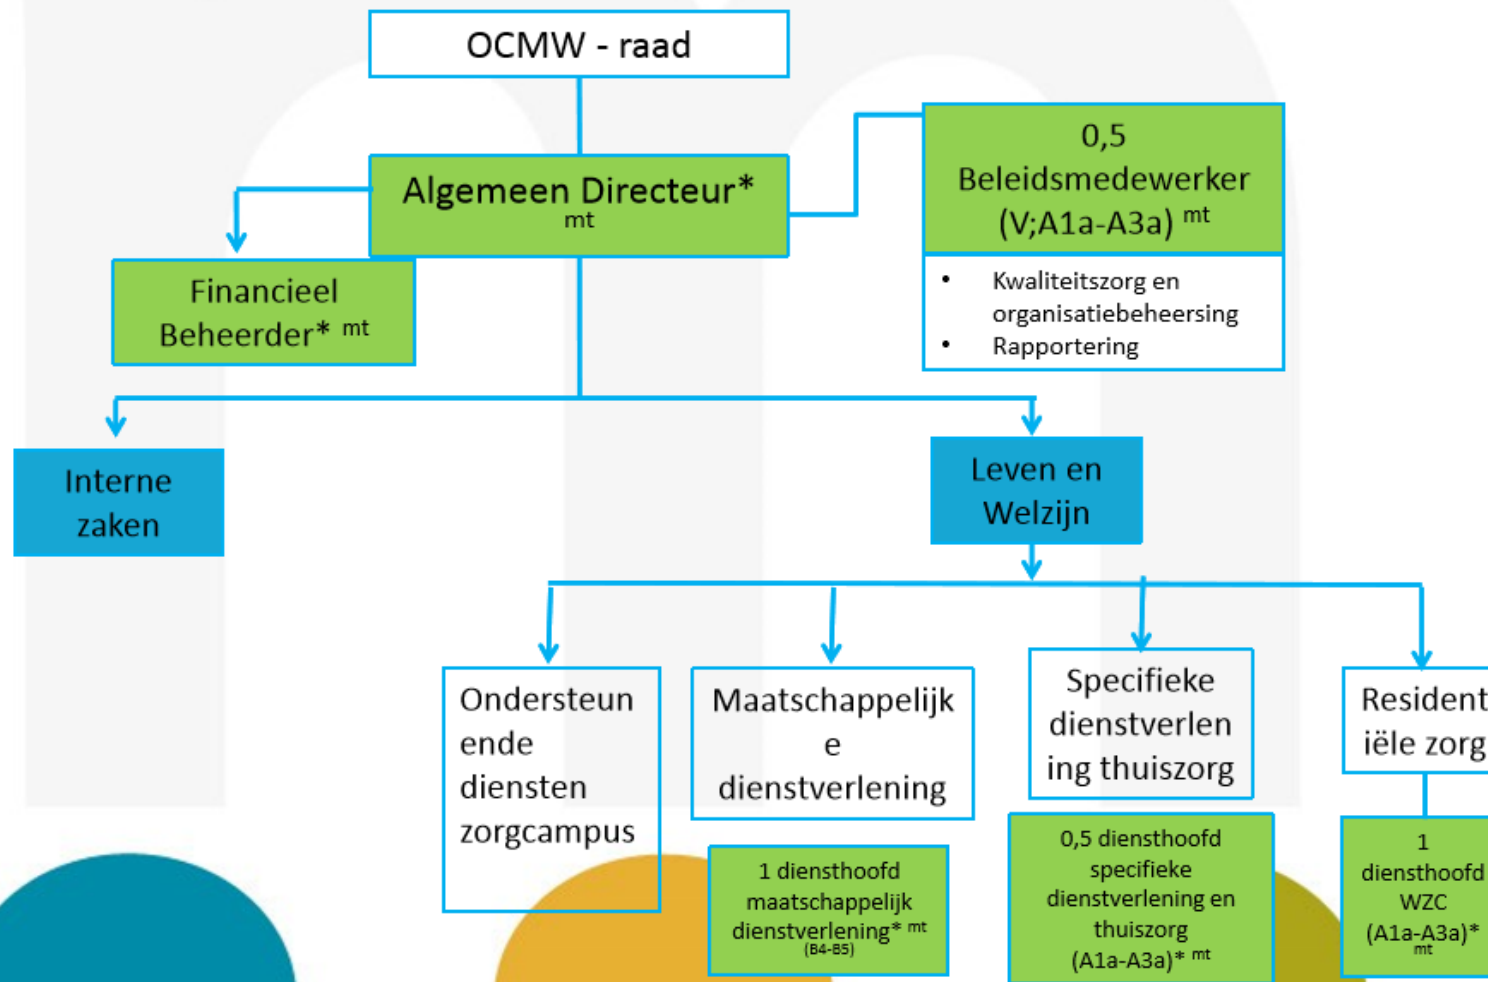 OCMW - raad
Algemeen Directeur*
mt
0,5
Beleidsmedewerker
(V;A1a-A3a) mt
• Kwaliteitszorg en
organisatiebeheersing
• Rapportering
Financieel
Beheerder* mt
Interne
zaken
Leven en
Welzijn
Ondersteun
ende
diensten
zorgcampus
Maatschappelijk
e
dienstverlening
Specifieke
dienstverlen
ing thuiszorg
Resident
iële zorg
1 diensthoofd
maatschappelijk
dienstverlening* mt
(B4-B5)
0,5 diensthoofd
specifieke
dienstverlening en
thuiszorg
(A1a-A3a)* mt
1
diensthoofd
WZC
(A1a-A3a)*
mt